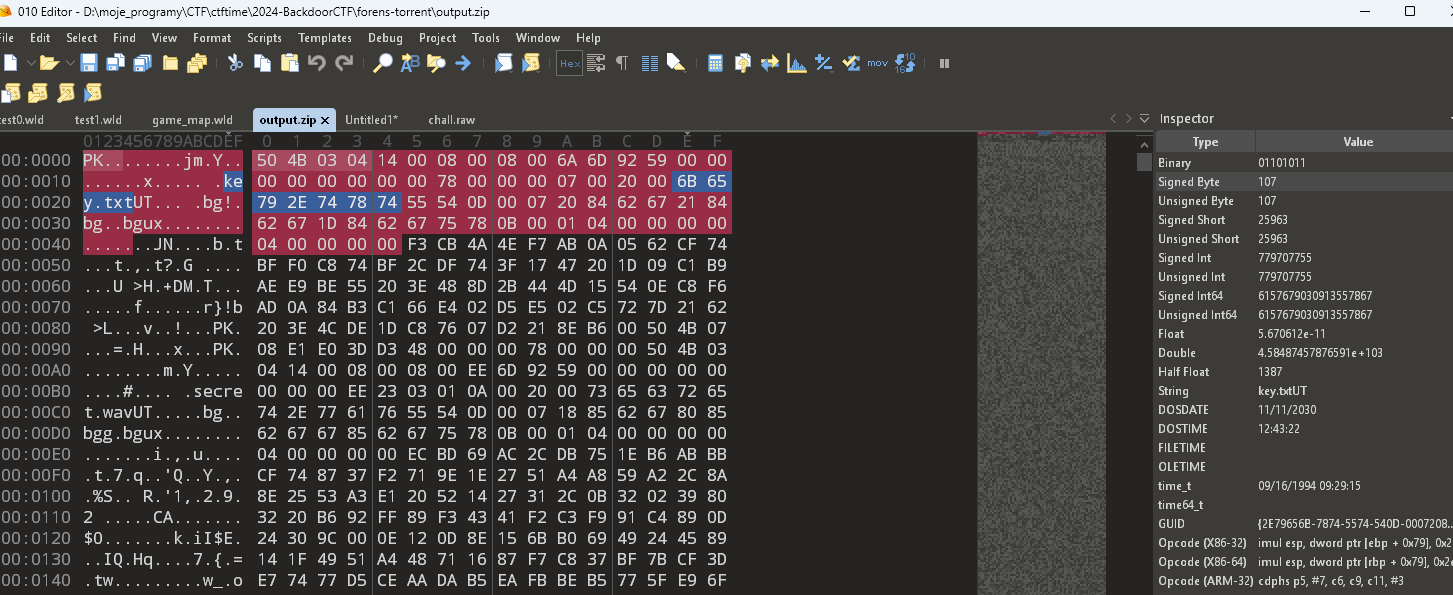 010 Editor - D:\moje_programy\CTF\ctftime\2024-BackdoorCTF\forens-torrent\output.zip
File Edit Select Find View Format Scripts Templates Debug Project Tools Window Help
Hex mov
test0.wld test1.wld game_map.wld output.zip Untitled1* chall.raw
Inspector
0123456789ABCDEF 0 1 2 3 4 5 6 7 8 9 A B C D E F
00:0000 PK........jm.Y.. 50 4B 03 04 14 00 08 00 08 00 6A 6D 92 59 00 00
00:0010 .......x..... .ke 00 00 00 00 00 00 78 00 00 00 07 00 20 00 6B 65
00:0020 y.txtUT... .bg!. 79 2E 74 78 74 55 54 0D 00 07 20 84 62 67 21 84
00:0030 bg..bgux........ 62 67 1D 84 62 67 75 78 0B 00 01 04 00 00 00 00
00:0040 .......JN....b.t 04 00 00 00 00 F3 CB 4A 4E F7 AB 0A 05 62 CF 74
00:0050 ...t.,.t?.G .... BF F0 C8 74 BF 2C DF 74 3F 17 47 20 1D 09 C1 B9
00:0060 ...U >H.+DM.T... AE E9 BE 55 20 3E 48 8D 2B 44 4D 15 54 0E C8 F6
00:0070 .....f......r}!b AD 0A 84 B3 C1 66 E4 02 D5 E5 02 C5 72 7D 21 62
00:0080 >L...v..!...PK. 20 3E 4C DE 1D C8 76 07 D2 21 8E B6 00 50 4B 07
00:0090 ...=.H...x...PK. 08 E1 E0 3D D3 48 00 00 00 78 00 00 00 50 4B 03
00:00A0 ........m.Y..... 04 14 00 08 00 08 00 EE 6D 92 59 00 00 00 00 00
00:00B0 ....#.... .secre 00 00 00 EE 23 03 01 0A 00 20 00 73 65 63 72 65
00:00C0 t.wavUT.....bg.. 74 2E 77 61 76 55 54 0D 00 07 18 85 62 67 80 85
00:00D0 bgg.bgux........ 62 67 67 85 62 67 75 78 0B 00 01 04 00 00 00 00
00:00E0 .......i.,.u.... 04 00 00 00 00 EC BD 69 AC 2C DB 75 1E B6 AB BB
00:00F0 .t.7.q..'Q..Y.,. CF 74 87 37 F2 71 9E 1E 27 51 A4 A8 59 A2 2C 8A
00:0100 .%S.. R.'1,.2.9. 8E 25 53 A3 E1 20 52 14 27 31 2C 0B 32 02 39 80
00:0110 2 .....CA....... 32 20 B6 92 FF 89 F3 43 41 F2 C3 F9 91 C4 89 0D
00:0120 $0.......k.iI$E. 24 30 9C 00 0E 12 0D 8E 15 6B B0 69 49 24 45 89
00:0130 ..IQ.Hq....7.{.= 14 1F 49 51 A4 48 71 16 87 F7 C8 37 BF 7B CF 3D
00:0140 .tw.........w_.o E7 74 77 D5 CE AA DA B5 EA FB BE B5 77 5F E9 6F
Type Value
Binary 01101011
Signed Byte 107
Unsigned Byte 107
Signed Short 25963
Unsigned Short 25963
Signed Int 779707755
Unsigned Int 779707755
Signed Int64 6157679030913557867
Unsigned Int64 6157679030913557867
Float 5.670612e-11
Double 4.58487457876591e+103
Half Float 1387
String key.txtUT
DOSDATE 11/11/2030
DOSTIME 12:43:22
FILETIME
OLETIME
time_t 09/16/1994 09:29:15
time64_t
GUID {2E79656B-7874-5574-540D-0007208...
Opcode (X86-32) imul esp, dword ptr [ebp + 0x79], 0x2
Opcode (X86-64) imul esp, dword ptr [rbp + 0x79], 0x2
Opcode (ARM-32) cdphs p5, #7, c6, c9, c11, #3